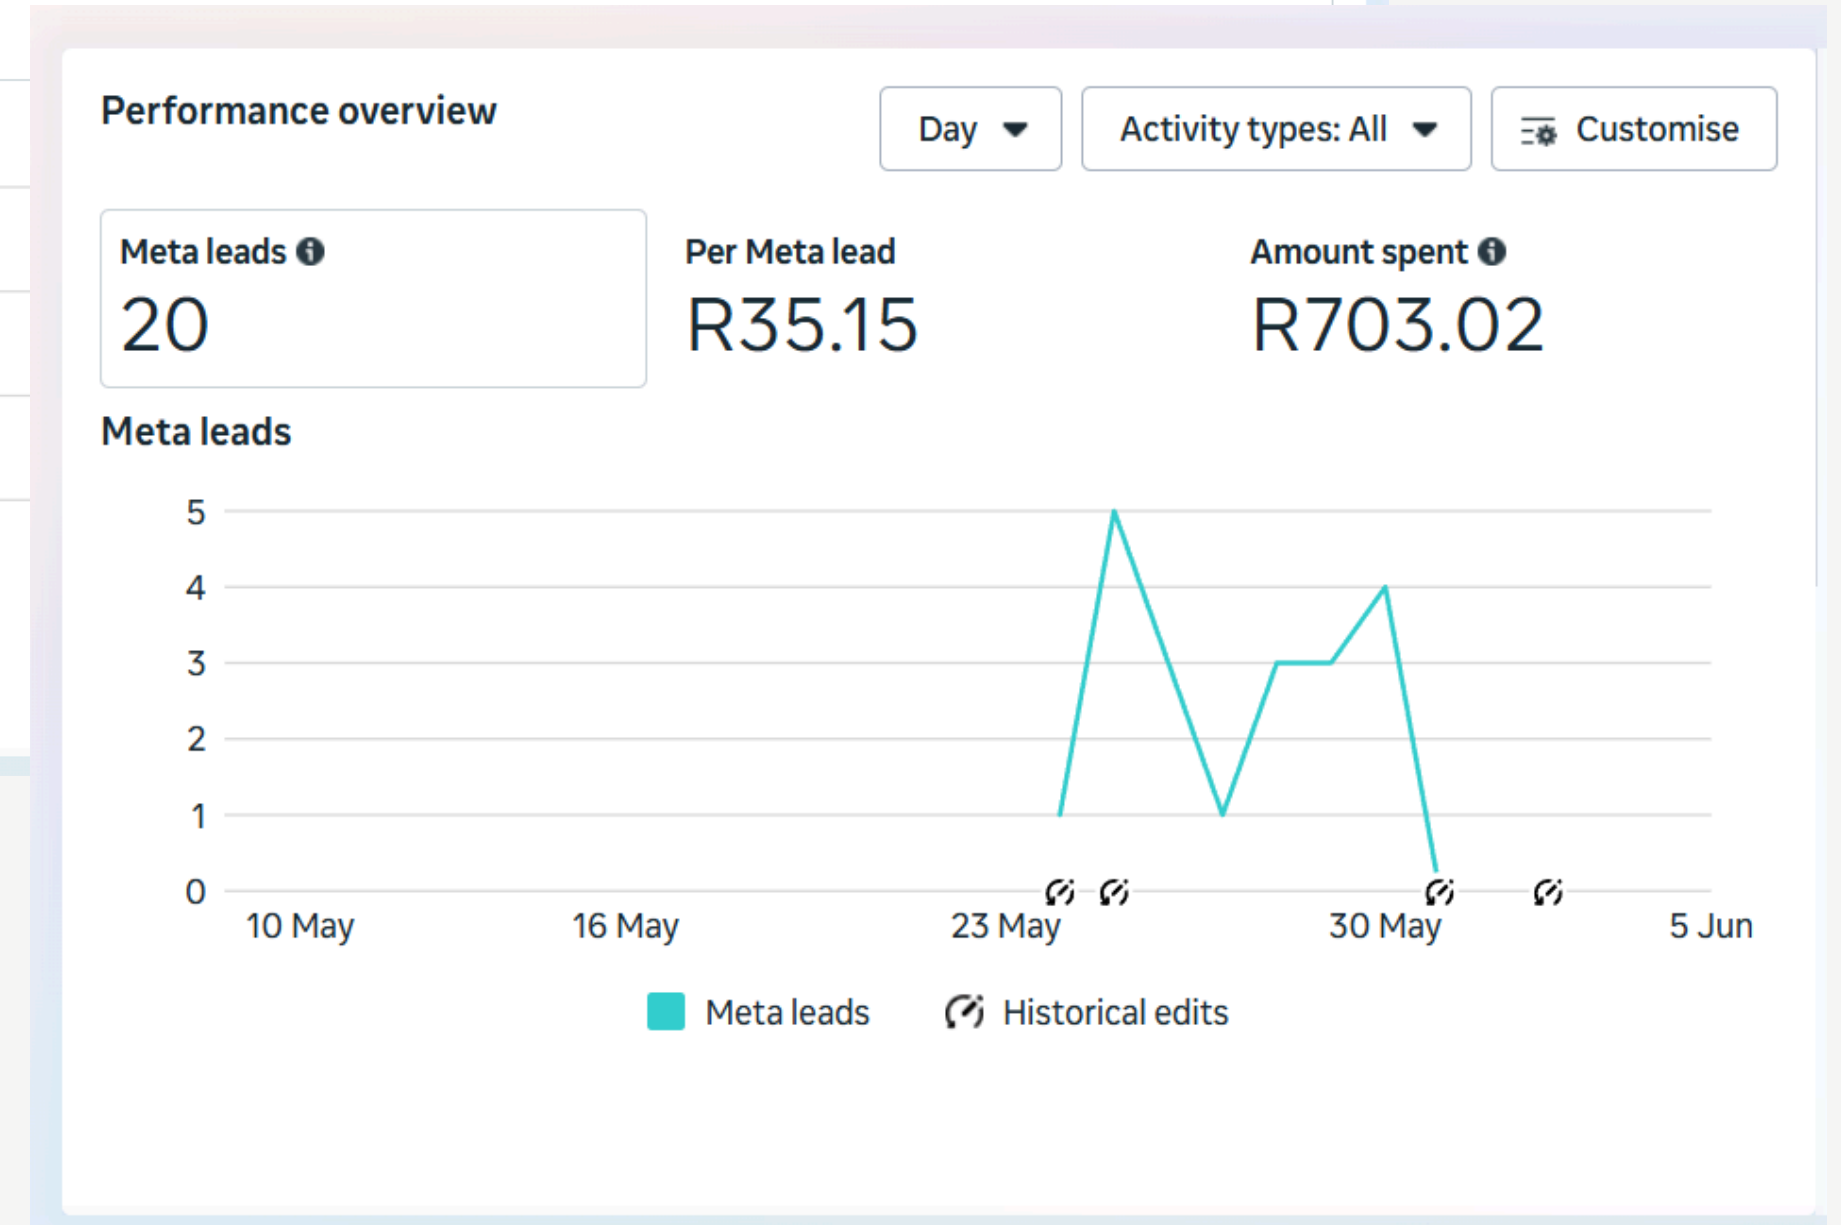 Performance overview
Day
Activity types: All
Customise
Meta leads
20
Per Meta lead
R35.15
Amount spent
R703.02
Meta leads
5
4
3
2
1
0
10 May
16 May
23 May
30 May
5 Jun
Meta leads
Historical edits